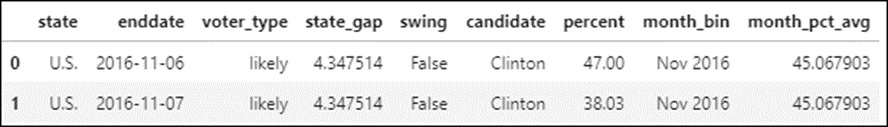 state enddate voter_type state_gap swing candidate percent month_bin month_pct_avg
0 U.S. 2016-11-06 likely 4.347514 False Clinton 47.00 Nov 2016 45.067903
1 U.S. 2016-11-07 likely 4.347514 False Clinton 38.03 Nov 2016 45.067903